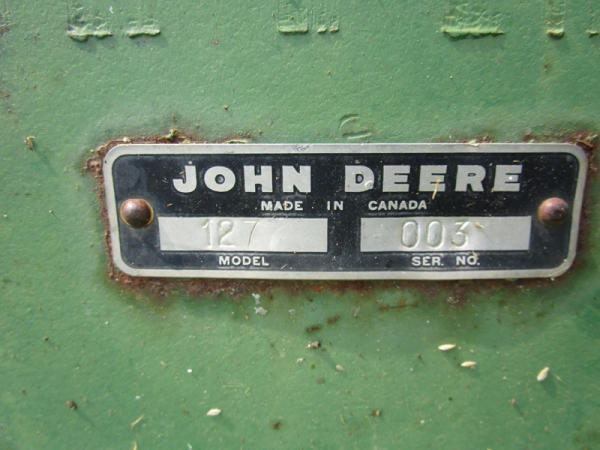 JOHN DEERE
MADE IN CANADA
127 003
MODEL SER. NO.